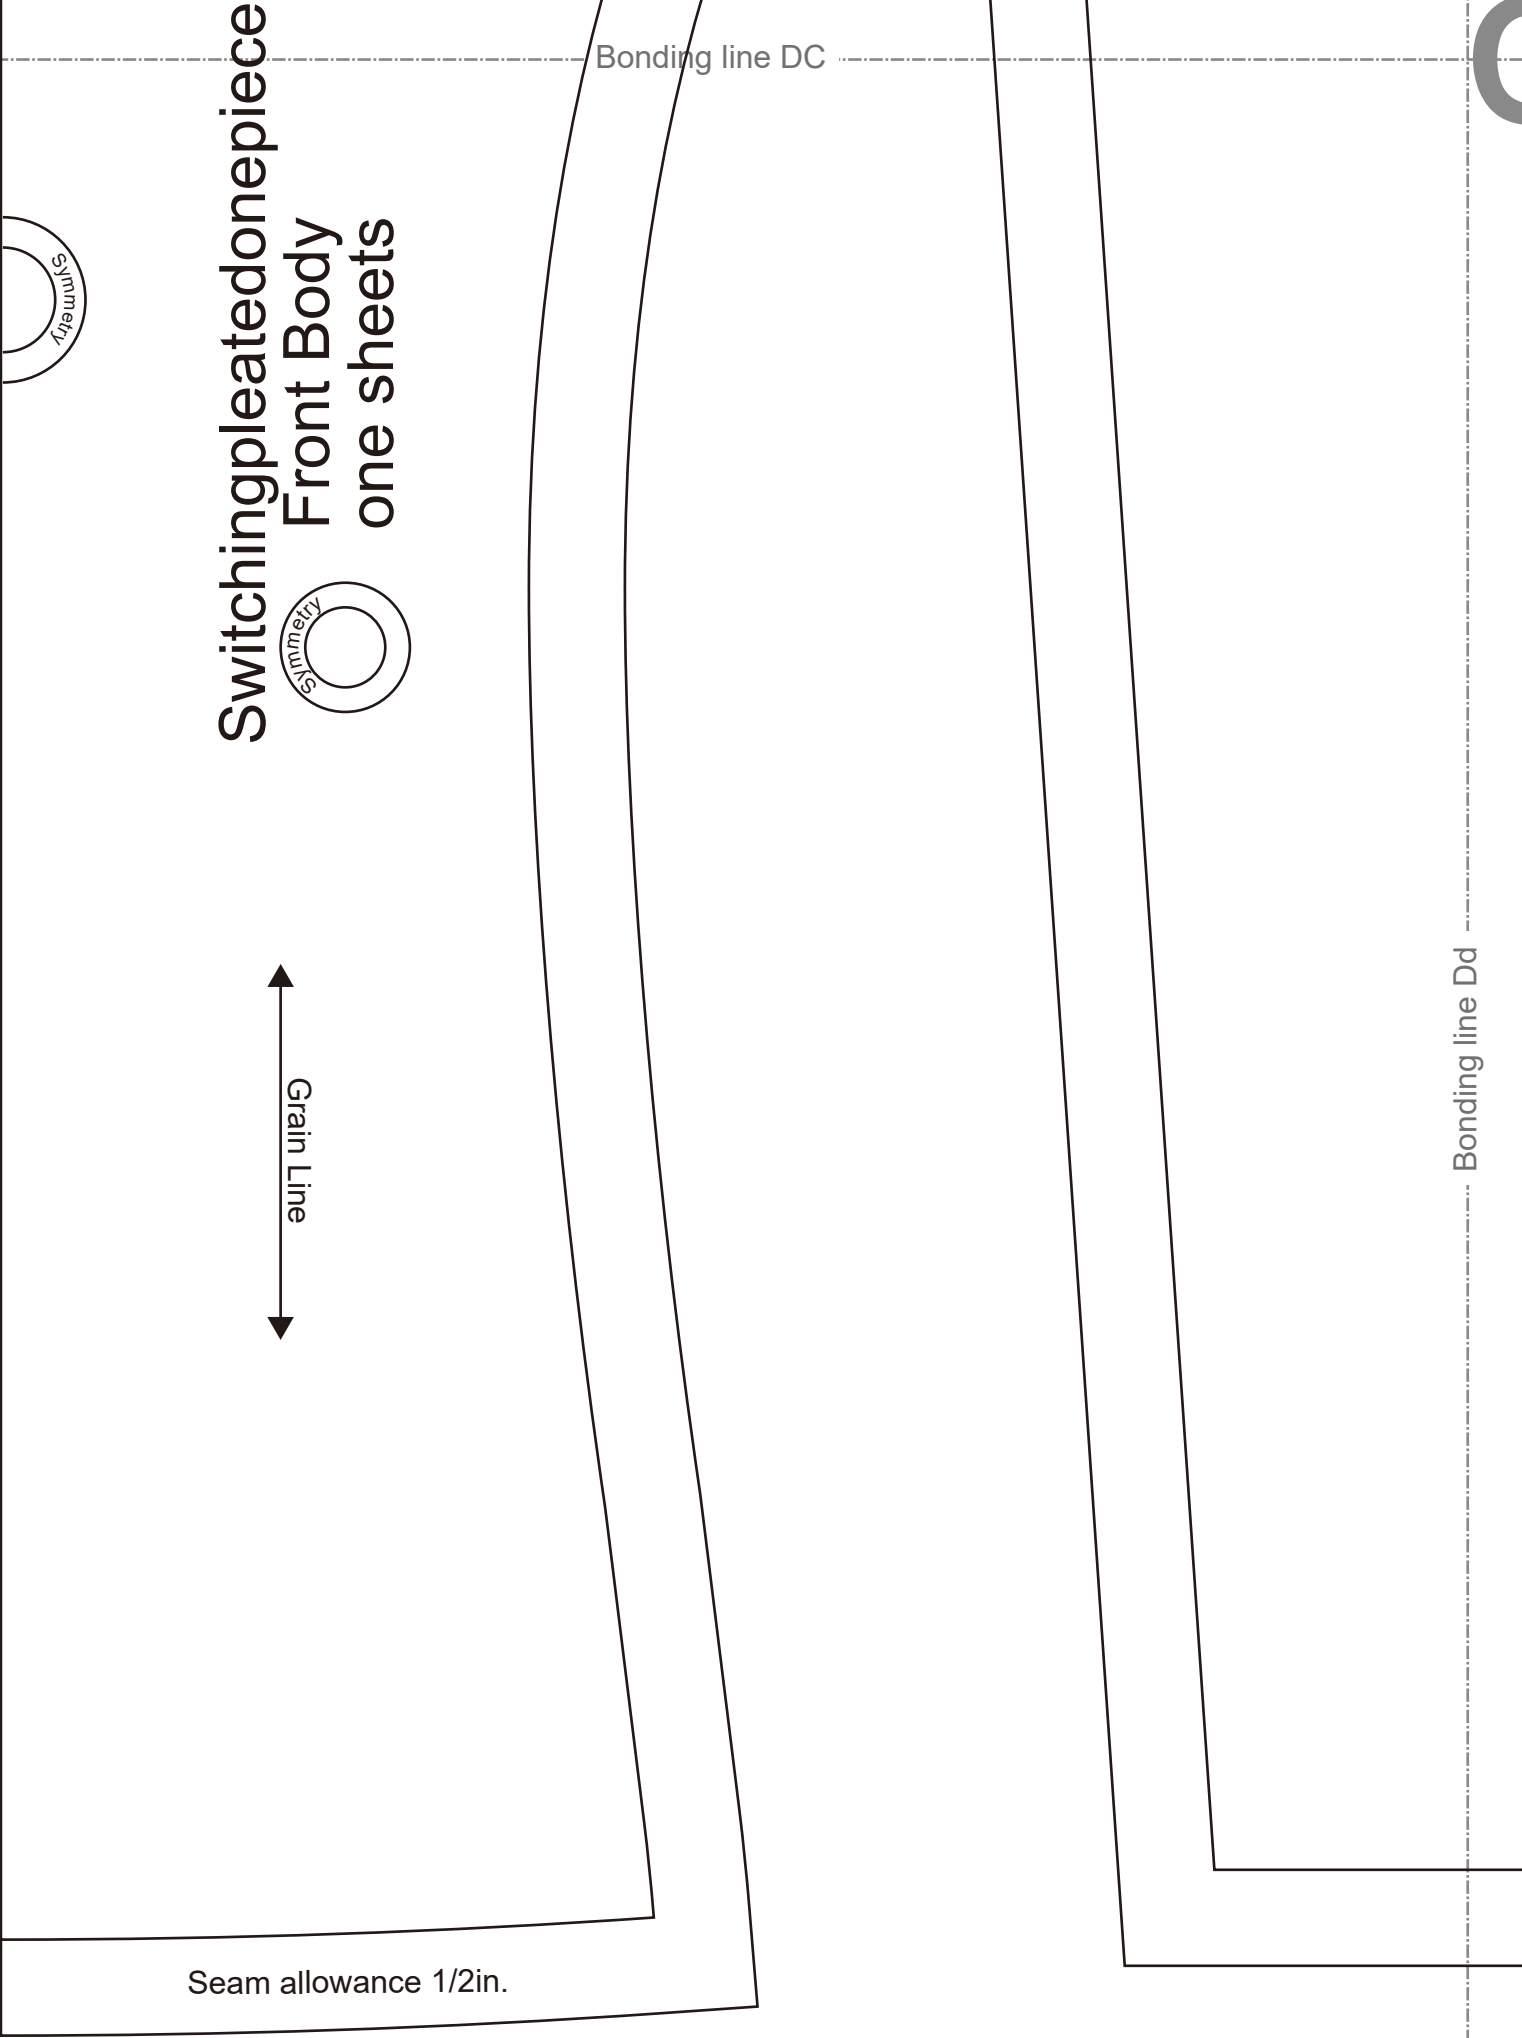 Bonding line DC
Switchingpleatedonepiece
Front Body
one sheets
Symmetry
Symmetry
Grain Line
Bonding line Dd
Seam allowance 1/2in.